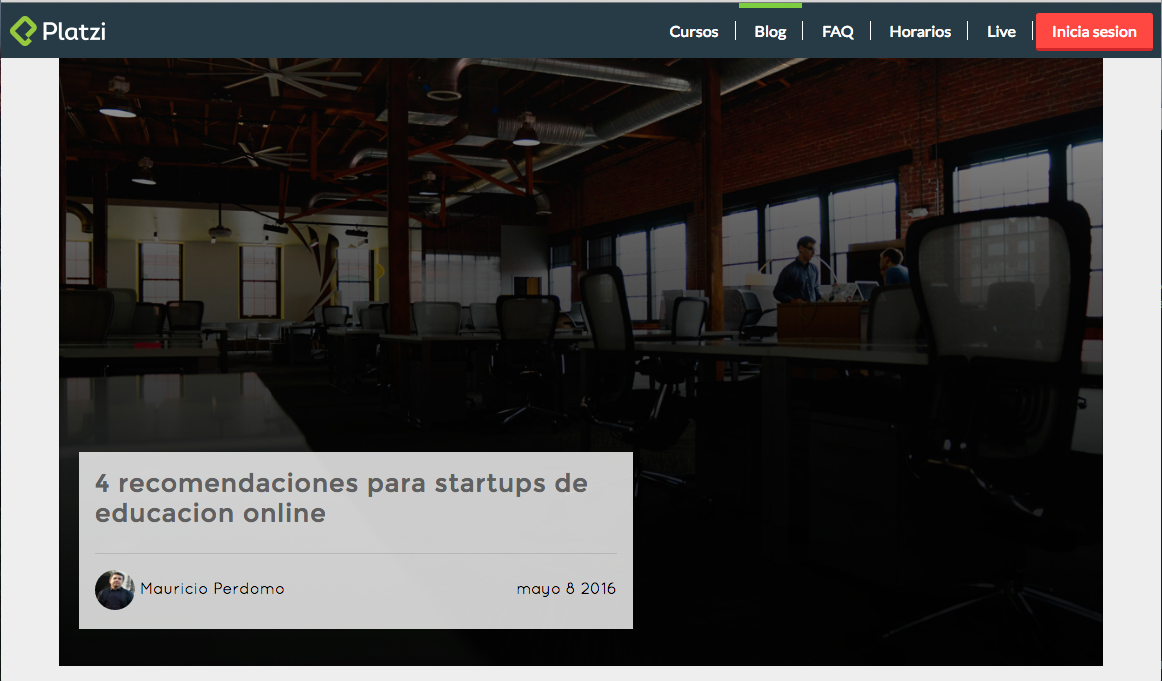 Platzi
Cursos
Blog
FAQ
Horarios
Live
Inicia sesion
4 recomendaciones para startups de
educacion online
Mauricio Perdomo
mayo 8 2016